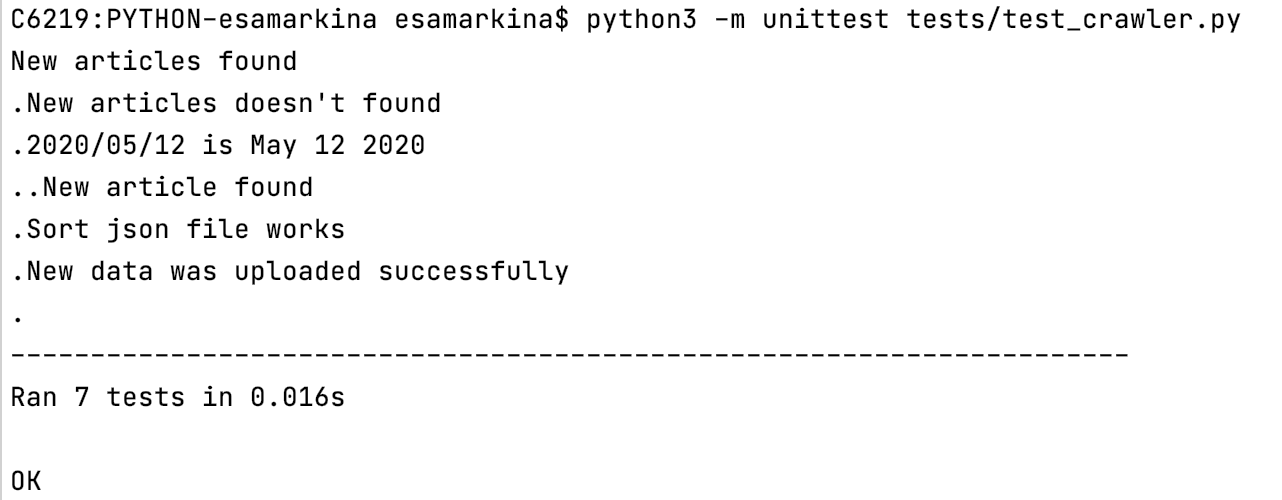 C6219:PYTHON-esamarkina esamarkina$ python3 -m unittest tests/test_crawler.py
New articles found
.New articles doesn't found
.2020/05/12 is May 12 2020
..New article found
.Sort json file works
.New data was uploaded successfully
.
----------------------------------------------------------------------
Ran 7 tests in 0.016s
OK